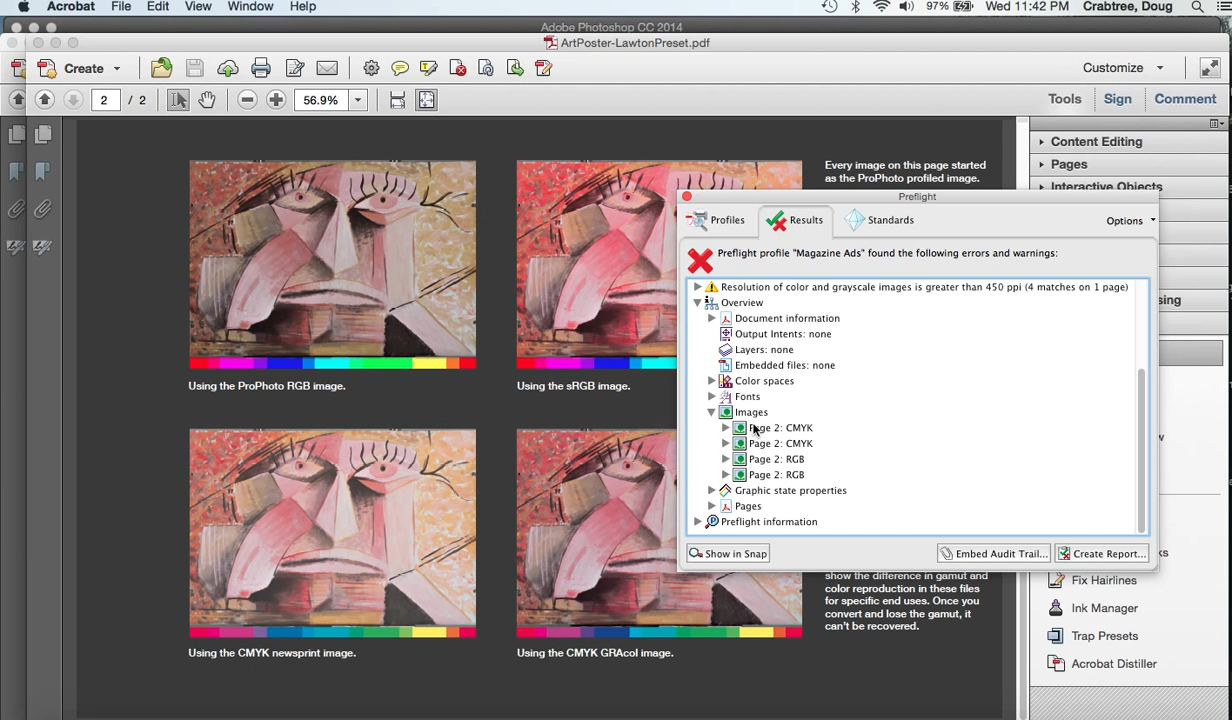 Acrobat File Edit View Window Help 97% Wed 11:42 PM Crabtree, Doug
Adobe Photoshop CC 2014
ArtPoster-LawtonPreset.pdf
Create Customize
2 / 2 56.9% Tools Sign Comment
Content Editing
Pages
Interactive Objects
Every image on this page started
as the ProPhoto profiled image.
Preflight
Profiles Results Standards Options
Preflight profile "Magazine Ads" found the following errors and warnings:
Resolution of color and grayscale images is greater than 450 ppi (4 matches on 1 page)
Overview
Document information
Output Intents: none
Layers: none
Embedded files: none
Color spaces
Fonts
Images
Page 2: CMYK
Page 2: CMYK
Page 2: RGB
Page 2: RGB
Graphic state properties
Pages
Preflight information
Show in Snap Embed Audit Trail... Create Report...
Using the ProPhoto RGB image. Using the sRGB image.
show the difference in gamut and
color reproduction in these files
for specific end uses. Once you
convert and lose the gamut, it
can't be recovered.
Using the CMYK newsprint image. Using the CMYK GRAcol image.
Fix Hairlines
Ink Manager
Trap Presets
Acrobat Distiller